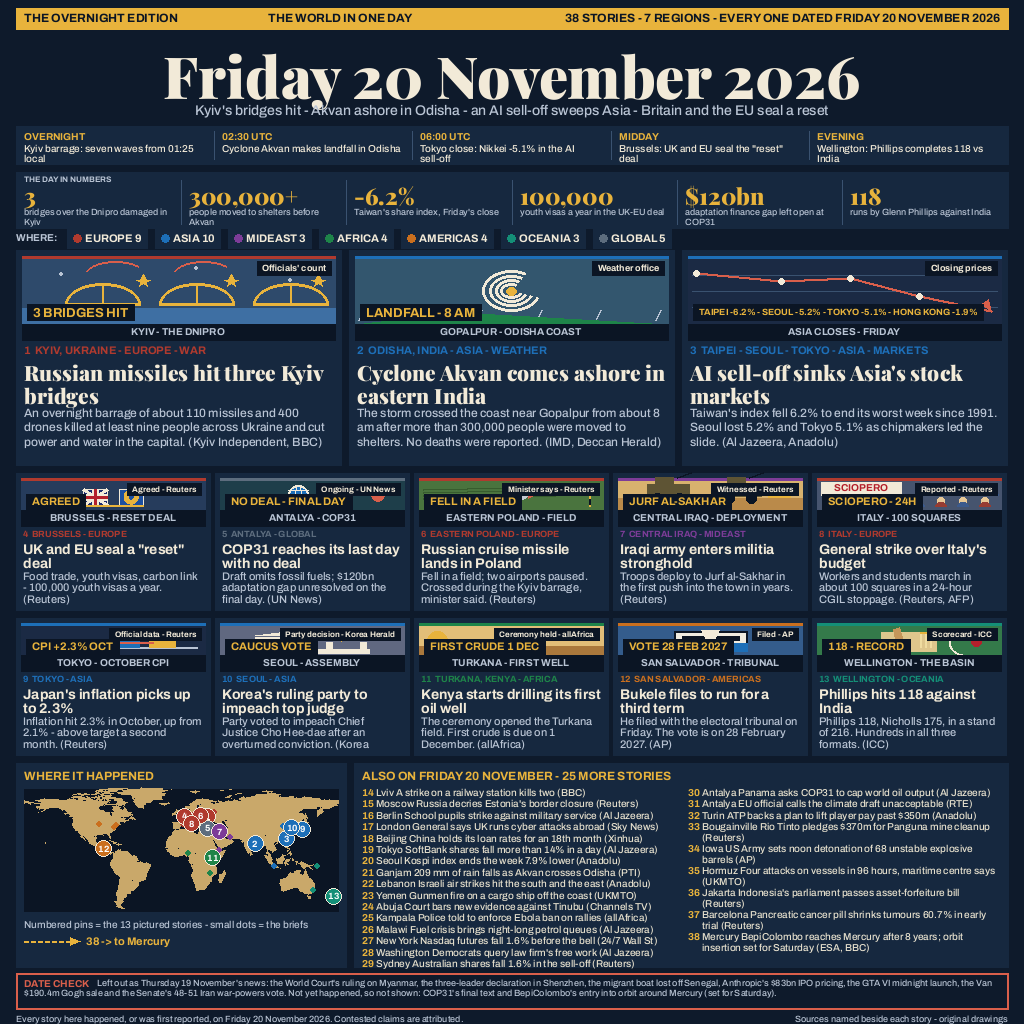 THE OVERNIGHT EDITION
THE WORLD IN ONE DAY
38 STORIES - 7 REGIONS - EVERY ONE DATED FRIDAY 20 NOVEMBER 2026
Friday 20 November 2026
Kyiv's bridges hit - Akvan ashore in Odisha - an AI sell-off sweeps Asia - Britain and the EU seal a reset
OVERNIGHT
Kyiv barrage: seven waves from 01:25
local
02:30 UTC
Cyclone Akvan makes landfall in Odisha
06:00 UTC
Tokyo close: Nikkei -5.1% in the AI
sell-off
MIDDAY
Brussels: UK and EU seal the "reset"
deal
EVENING
Wellington: Phillips completes 118 vs
India
THE DAY IN NUMBERS
3
bridges over the Dnipro damaged in
Kyiv
300,000+
people moved to shelters before
Akvan
-6.2%
Taiwan's share index, Friday's close
100,000
youth visas a year in the UK-EU deal
$120bn
adaptation finance gap left open at
COP31
118
runs by Glenn Phillips against India
WHERE:
EUROPE 9
ASIA 10
MIDEAST 3
AFRICA 4
AMERICAS 4
OCEANIA 3
GLOBAL 5
Officials' count
3 BRIDGES HIT
KYIV - THE DNIPRO
1 KYIV, UKRAINE - EUROPE - WAR
Russian missiles hit three Kyiv
bridges
An overnight barrage of about 110 missiles and 400
drones killed at least nine people across Ukraine and cut
power and water in the capital. (Kyiv Independent, BBC)
Weather office
LANDFALL - 8 AM
GOPALPUR - ODISHA COAST
2 ODISHA, INDIA - ASIA - WEATHER
Cyclone Akvan comes ashore in
eastern India
The storm crossed the coast near Gopalpur from about 8
am after more than 300,000 people were moved to
shelters. No deaths were reported. (IMD, Deccan Herald)
Closing prices
TAIPEI -6.2% - SEOUL -5.2% - TOKYO -5.1% - HONG KONG -1.9%
ASIA CLOSES - FRIDAY
3 TAIPEI - SEOUL - TOKYO - ASIA - MARKETS
AI sell-off sinks Asia's stock
markets
Taiwan's index fell 6.2% to end its worst week since 1991.
Seoul lost 5.2% and Tokyo 5.1% as chipmakers led the
slide. (Al Jazeera, Anadolu)
Agreed - Reuters
AGREED
BRUSSELS - RESET DEAL
4 BRUSSELS - EUROPE
UK and EU seal a "reset"
deal
Food trade, youth visas, carbon link
- 100,000 youth visas a year.
(Reuters)
Ongoing - UN News
NO DEAL - FINAL DAY
ANTALYA - COP31
5 ANTALYA - GLOBAL
COP31 reaches its last day
with no deal
Draft omits fossil fuels; $120bn
adaptation gap unresolved on the
final day. (UN News)
Minister says - Reuters
FELL IN A FIELD
EASTERN POLAND - FIELD
6 EASTERN POLAND - EUROPE
Russian cruise missile
lands in Poland
Fell in a field; two airports paused.
Crossed during the Kyiv barrage,
minister said. (Reuters)
Witnessed - Reuters
JURF AL-SAKHAR
CENTRAL IRAQ - DEPLOYMENT
7 CENTRAL IRAQ - MIDEAST
Iraqi army enters militia
stronghold
Troops deploy to Jurf al-Sakhar in
the first push into the town in years.
(Reuters)
SCIOPERO
Reported - Reuters
SCIOPERO - 24H
ITALY - 100 SQUARES
8 ITALY - EUROPE
General strike over Italy's
budget
Workers and students march in
about 100 squares in a 24-hour
CGIL stoppage. (Reuters, AFP)
Official data - Reuters
CPI +2.3% OCT
TOKYO - OCTOBER CPI
9 TOKYO - ASIA
Japan's inflation picks up
to 2.3%
Inflation hit 2.3% in October, up from
2.1% - above target a second
month. (Reuters)
Party decision - Korea Herald
CAUCUS VOTE
SEOUL - ASSEMBLY
10 SEOUL - ASIA
Korea's ruling party to
impeach top judge
Party voted to impeach Chief
Justice Cho Hee-dae after an
overturned conviction. (Korea
Ceremony held - allAfrica
FIRST CRUDE 1 DEC
TURKANA - FIRST WELL
11 TURKANA, KENYA - AFRICA
Kenya starts drilling its first
oil well
The ceremony opened the Turkana
field. First crude is due on 1
December. (allAfrica)
Filed - AP
VOTE 28 FEB 2027
SAN SALVADOR - TRIBUNAL
12 SAN SALVADOR - AMERICAS
Bukele files to run for a
third term
He filed with the electoral tribunal on
Friday. The vote is on 28 February
2027. (AP)
Scorecard - ICC
118 - RECORD
WELLINGTON - THE BASIN
13 WELLINGTON - OCEANIA
Phillips hits 118 against
India
Phillips 118, Nicholls 175, in a stand
of 216. Hundreds in all three
formats. (ICC)
WHERE IT HAPPENED
4
6
8
5
7
10
9
2
3
12
11
13
Numbered pins = the 13 pictured stories - small dots = the briefs
38 -> to Mercury
ALSO ON FRIDAY 20 NOVEMBER - 25 MORE STORIES
14 Lviv A strike on a railway station kills two (BBC)
15 Moscow Russia decries Estonia's border closure (Reuters)
16 Berlin School pupils strike against military service (Al Jazeera)
17 London General says UK runs cyber attacks abroad (Sky News)
18 Beijing China holds its loan rates for an 18th month (Xinhua)
19 Tokyo SoftBank shares fall more than 14% in a day (Al Jazeera)
20 Seoul Kospi index ends the week 7.9% lower (Anadolu)
21 Ganjam 209 mm of rain falls as Akvan crosses Odisha (PTI)
22 Lebanon Israeli air strikes hit the south and the east (Anadolu)
23 Yemen Gunmen fire on a cargo ship off the coast (UKMTO)
24 Abuja Court bars new evidence against Tinubu (Channels TV)
25 Kampala Police told to enforce Ebola ban on rallies (allAfrica)
26 Malawi Fuel crisis brings night-long petrol queues (Al Jazeera)
27 New York Nasdaq futures fall 1.6% before the bell (24/7 Wall St)
28 Washington Democrats query law firm's free work (Al Jazeera)
29 Sydney Australian shares fall 1.6% in the sell-off (Reuters)
30 Antalya Panama asks COP31 to cap world oil output (Al Jazeera)
31 Antalya EU official calls the climate draft unacceptable (RTE)
32 Turin ATP backs a plan to lift player pay past $350m (Anadolu)
33 Bougainville Rio Tinto pledges $370m for Panguna mine cleanup
(Reuters)
34 Iowa US Army sets noon detonation of 68 unstable explosive
barrels (AP)
35 Hormuz Four attacks on vessels in 96 hours, maritime centre says
(UKMTO)
36 Jakarta Indonesia's parliament passes asset-forfeiture bill
(Reuters)
37 Barcelona Pancreatic cancer pill shrinks tumours 60.7% in early
trial (Reuters)
38 Mercury BepiColombo reaches Mercury after 8 years; orbit
insertion set for Saturday (ESA, BBC)
DATE CHECK Left out as Thursday 19 November's news: the World Court's ruling on Myanmar, the three-leader declaration in Shenzhen, the migrant boat lost off Senegal, Anthropic's $83bn IPO pricing, the GTA VI midnight launch, the Van
$190.4m Gogh sale and the Senate's 48-51 Iran war-powers vote. Not yet happened, so not shown: COP31's final text and BepiColombo's entry into orbit around Mercury (set for Saturday).
Every story here happened, or was first reported, on Friday 20 November 2026. Contested claims are attributed.
Sources named beside each story - original drawings